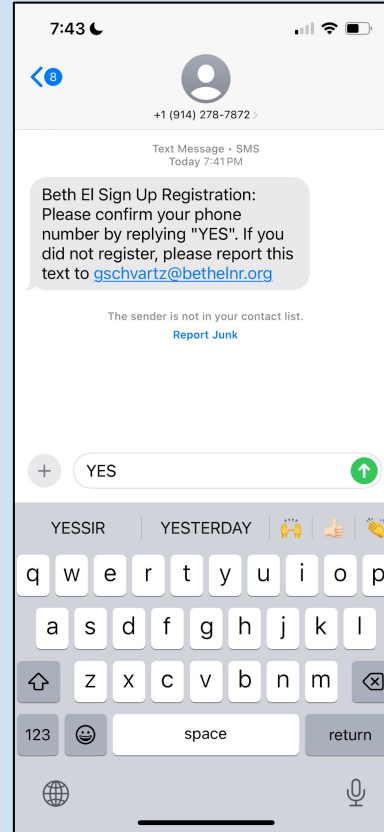 7:43
8
+1 (914) 278-7872 >
Text Message • SMS
Today 7:41 PM
Beth El Sign Up Registration:
Please confirm your phone
number by replying "YES". If you
did not register, please report this
text to gschvartz@bethelnr.org
The sender is not in your contact list.
Report Junk
+ YES
YESSIR YESTERDAY
q w e r t y u i o p
a s d f g h j k l
z x c v b n m
123 space return